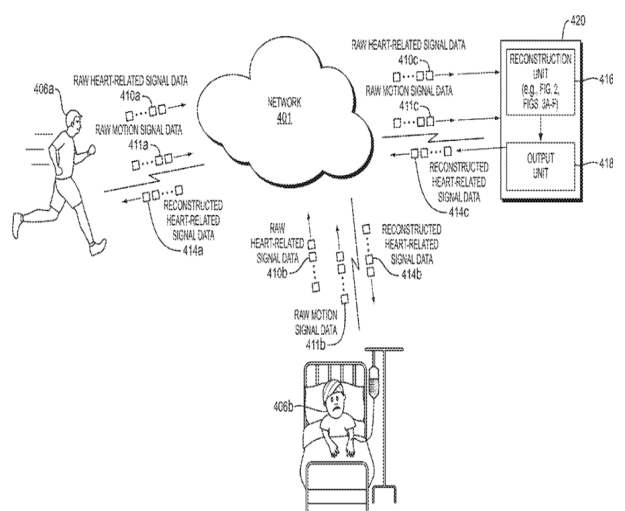 420
RAW HEART-RELATED SIGNAL DATA
410c
RECONSTRUCTION
UNIT
(e.g., FIG. 2,
FIGS. 3A-F)
416
RAW MOTION SIGNAL DATA
411c
RECONSTRUCTED
HEART-RELATED
SIGNAL DATA
414c
OUTPUT
UNIT
418
NETWORK
401
406a
RAW HEART-RELATED SIGNAL DATA
410a
RAW MOTION SIGNAL DATA
411a
RECONSTRUCTED
HEART-RELATED
SIGNAL DATA
414a
RAW
HEART-RELATED
SIGNAL DATA
410b
RAW MOTION
SIGNAL DATA
411b
RECONSTRUCTED
HEART-RELATED
SIGNAL DATA
414b
406b